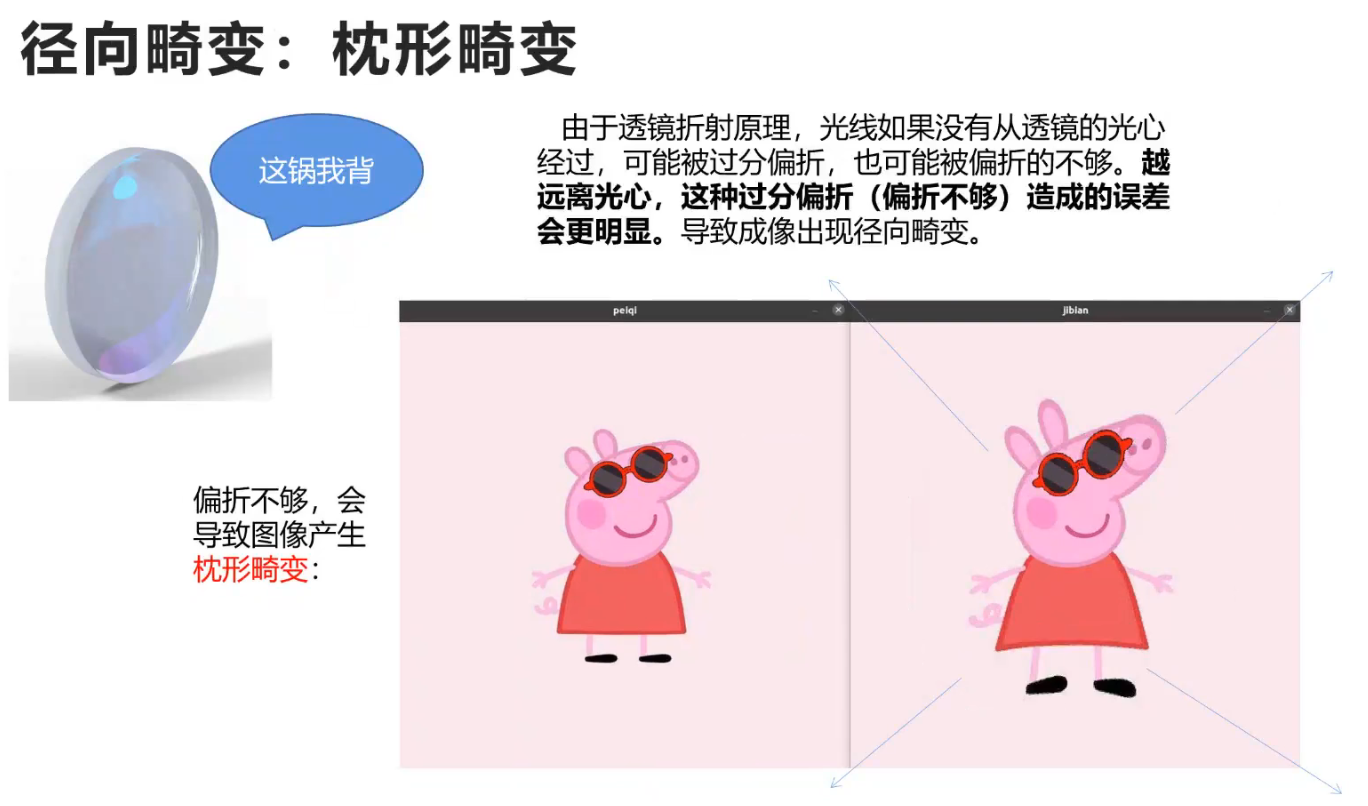 径向畸变：枕形畸变
这锅我背
由于透镜折射原理，光线如果没有从透镜的光心
经过，可能被过分偏折，也可能被偏折的不够。越
远离光心，这种过分偏折（偏折不够）造成的误差
会更明显。导致成像出现径向畸变。
peiqi
jibian
偏折不够，会
导致图像产生
枕形畸变：